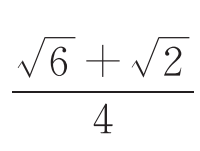 (√6 + √2) / 4